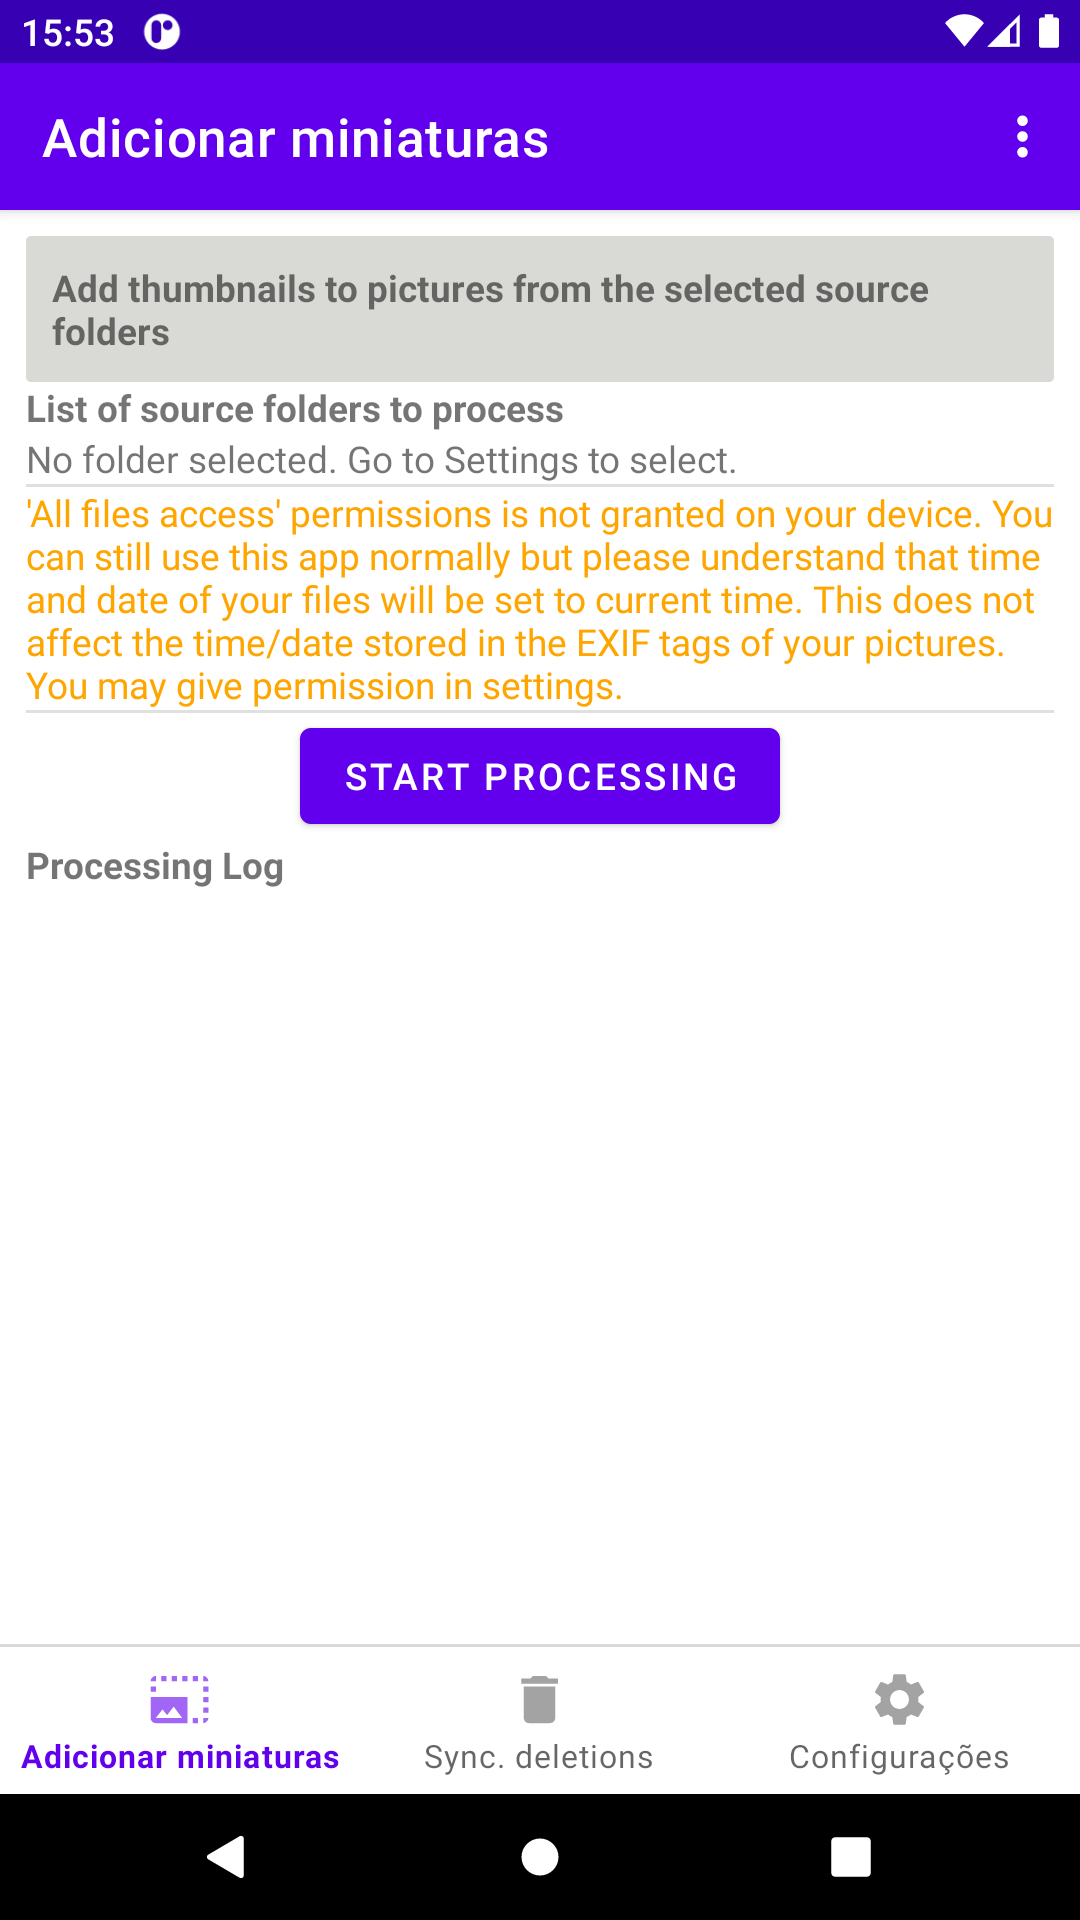 15:53
Adicionar miniaturas
Add thumbnails to pictures from the selected source
folders
List of source folders to process
No folder selected. Go to Settings to select.
'All files access' permissions is not granted on your device. You
can still use this app normally but please understand that time
and date of your files will be set to current time. This does not
affect the time/date stored in the EXIF tags of your pictures.
You may give permission in settings.
START PROCESSING
Processing Log
Adicionar miniaturas
Sync. deletions
Configurações